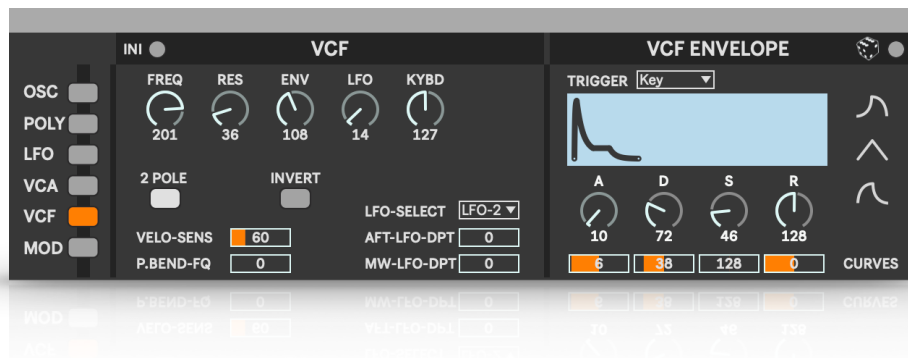 INI VCF VCF ENVELOPE
FREQ RES ENV LFO KYBD
201 36 108 14 127
TRIGGER Key
OSC
POLY
LFO
VCA
VCF
MOD
2 POLE INVERT
LFO-SELECT LFO-2
VELO-SENS 60 AFT-LFO-DPT 0
P.BEND-FQ 0 MW-LFO-DPT 0
A D S R
10 72 46 128
6 38 128 0 CURVES